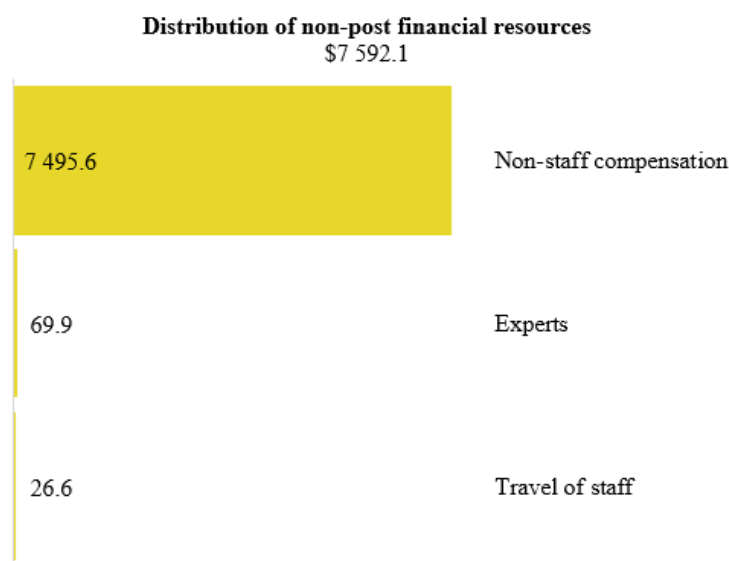 Distribution of non-post financial resources
$7 592.1
7 495.6 Non-staff compensation
69.9 Experts
26.6 Travel of staff